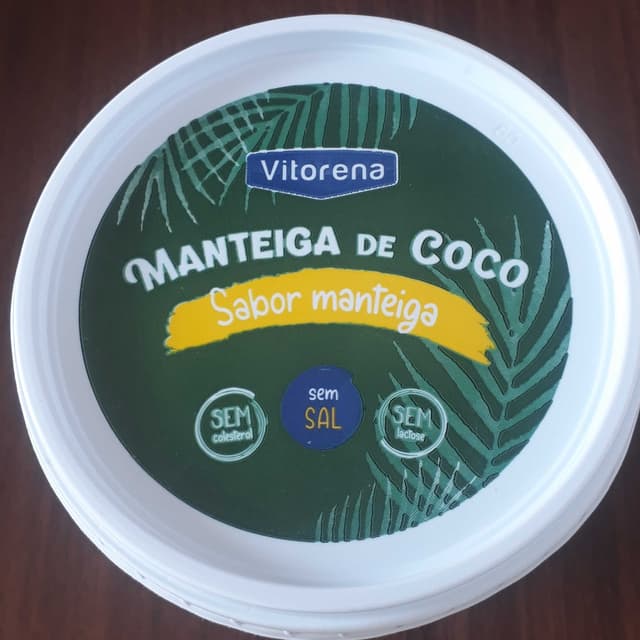 Vitorena
MANTEIGA DE COCO
Sabor manteiga
SEM
colesterol
sem
SAL
SEM
lactose